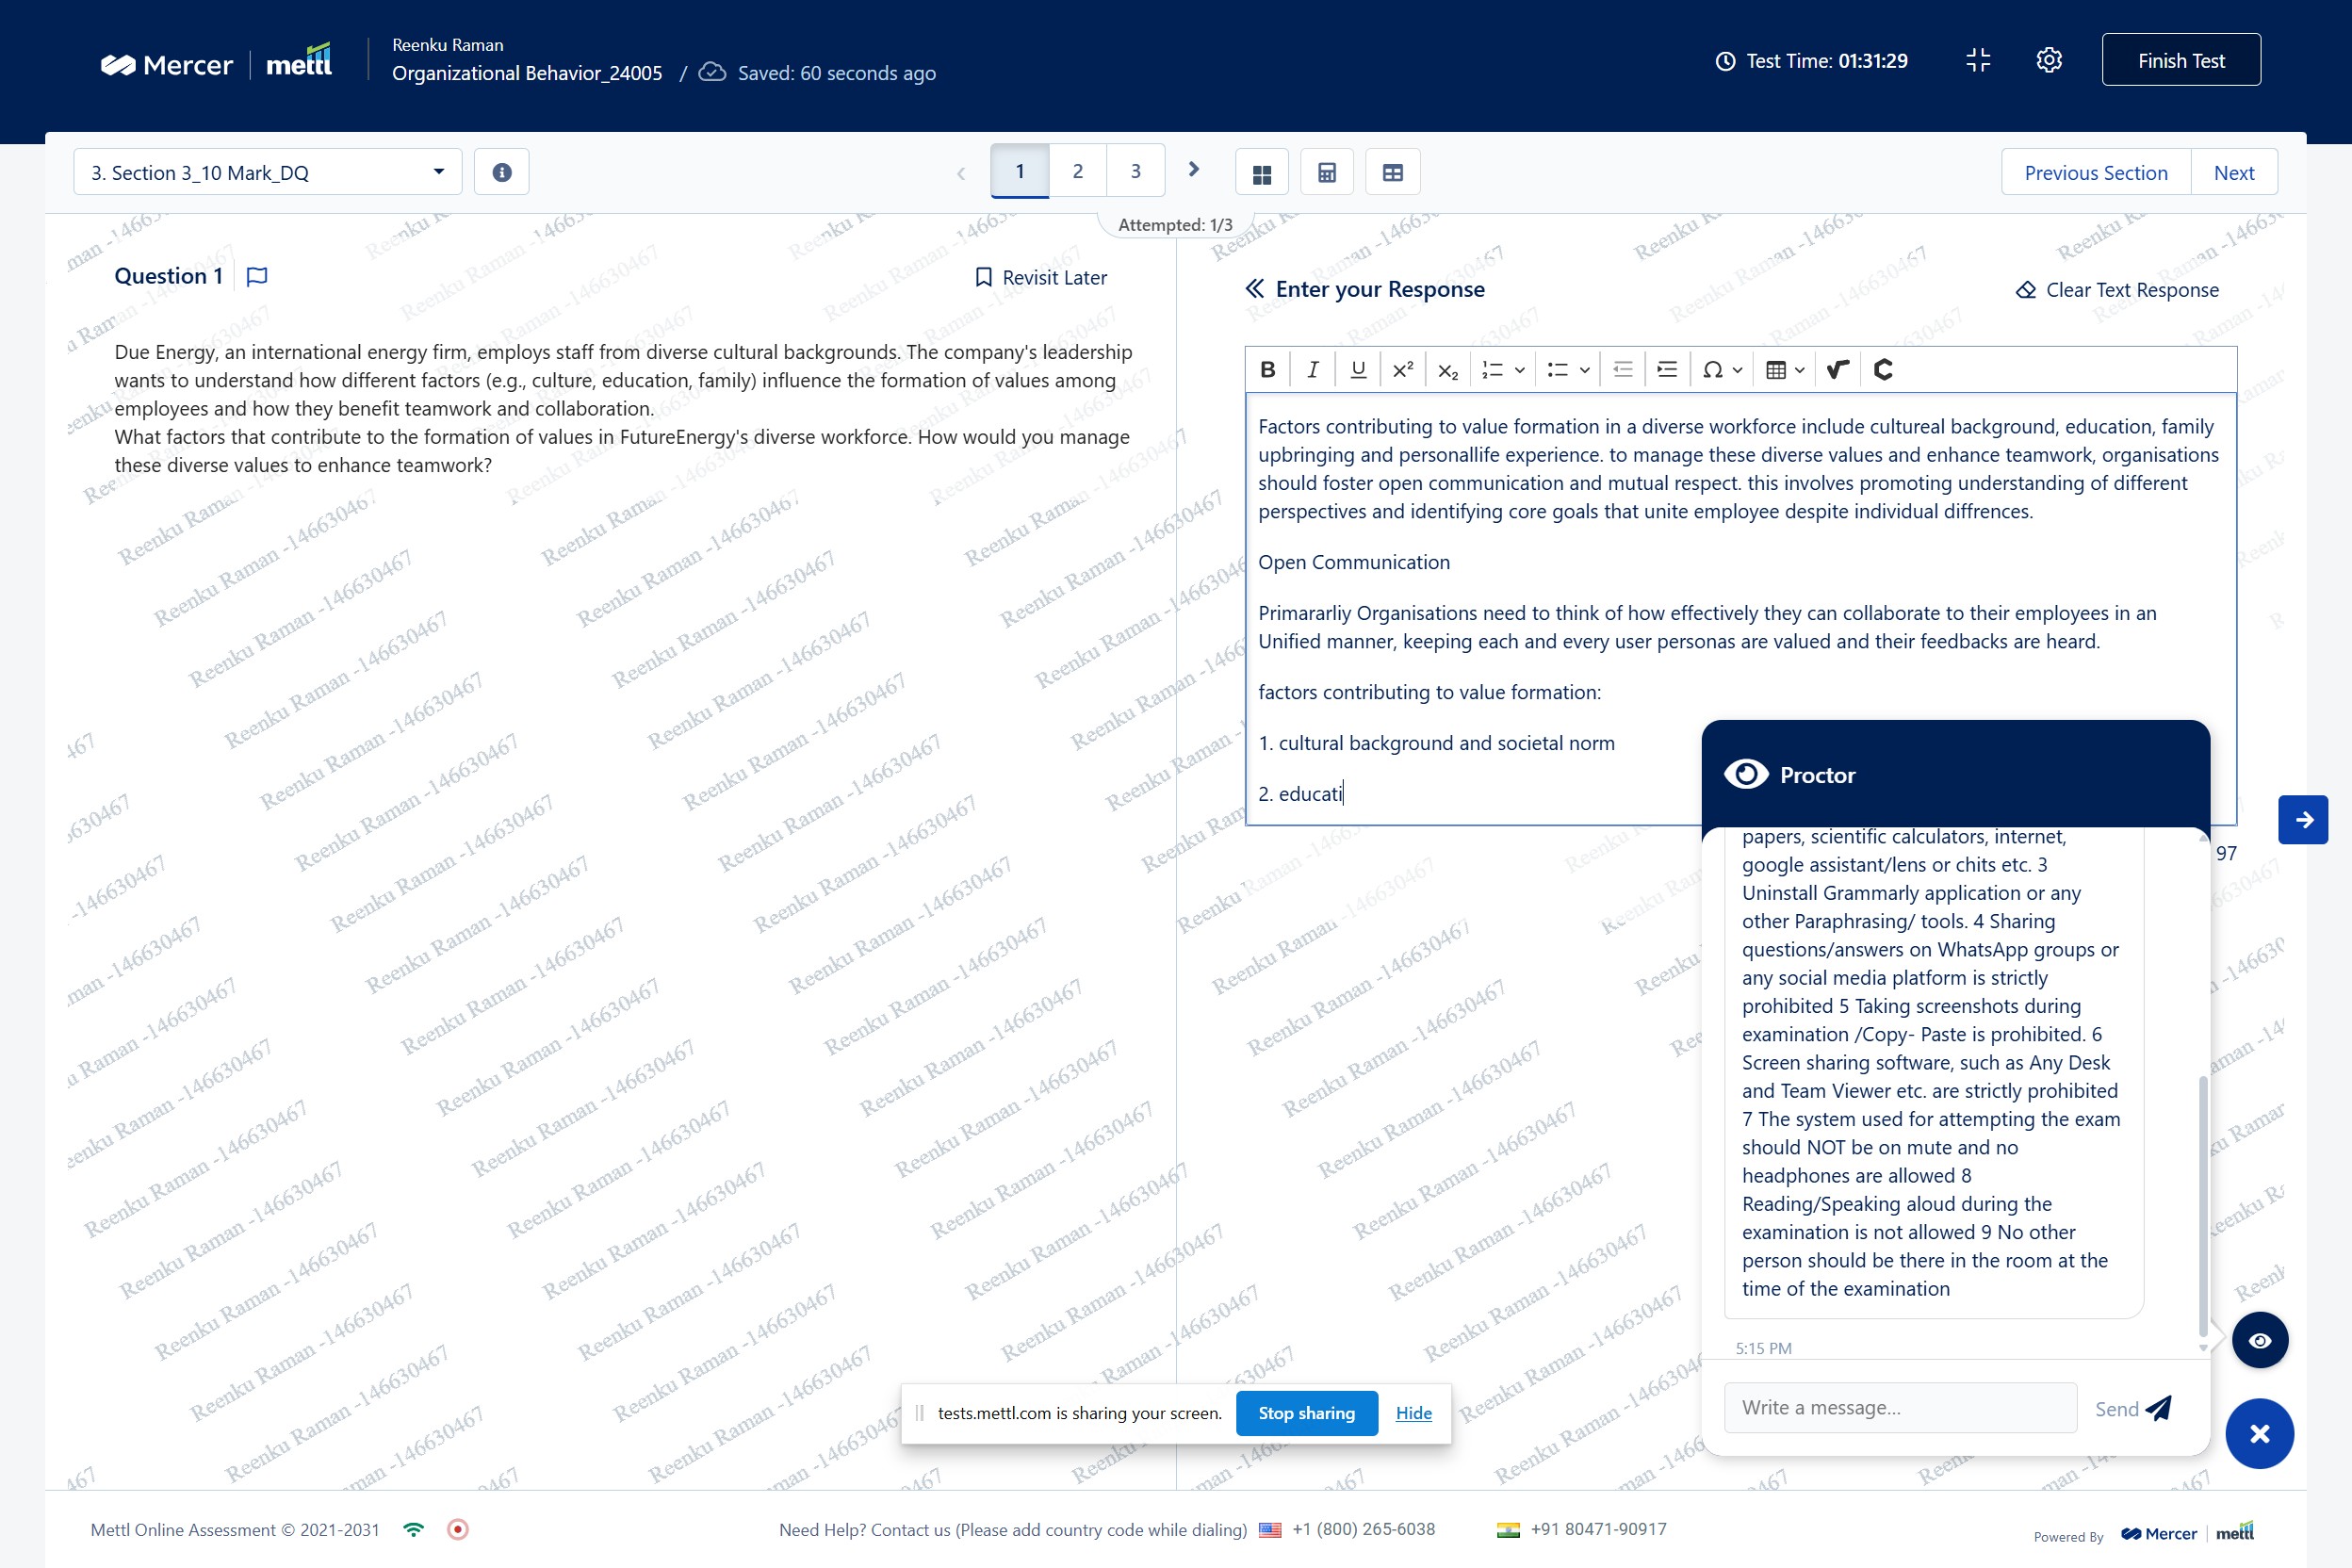 Mercer | mettl
Reenku Raman
Organizational Behavior_24005 / Saved: 60 seconds ago
Test Time: 01:31:29
Finish Test
3. Section 3_10 Mark_DQ
1 2 3
Previous Section
Next
Attempted: 1/3
Question 1
Revisit Later
Due Energy, an international energy firm, employs staff from diverse cultural backgrounds. The company's leadership
wants to understand how different factors (e.g., culture, education, family) influence the formation of values among
employees and how they benefit teamwork and collaboration.
What factors that contribute to the formation of values in FutureEnergy's diverse workforce. How would you manage
these diverse values to enhance teamwork?
Enter your Response
Clear Text Response
Factors contributing to value formation in a diverse workforce include cultureal background, education, family
upbringing and personallife experience. to manage these diverse values and enhance teamwork, organisations
should foster open communication and mutual respect. this involves promoting understanding of different
perspectives and identifying core goals that unite employee despite individual diffrences.
Open Communication
Primararliy Organisations need to think of how effectively they can collaborate to their employees in an
Unified manner, keeping each and every user personas are valued and their feedbacks are heard.
factors contributing to value formation:
1. cultural background and societal norm
2. educati
97
Proctor
papers, scientific calculators, internet,
google assistant/lens or chits etc. 3
Uninstall Grammarly application or any
other Paraphrasing/ tools. 4 Sharing
questions/answers on WhatsApp groups or
any social media platform is strictly
prohibited 5 Taking screenshots during
examination /Copy- Paste is prohibited. 6
Screen sharing software, such as Any Desk
and Team Viewer etc. are strictly prohibited
7 The system used for attempting the exam
should NOT be on mute and no
headphones are allowed 8
Reading/Speaking aloud during the
examination is not allowed 9 No other
person should be there in the room at the
time of the examination
5:15 PM
Write a message...
Send
tests.mettl.com is sharing your screen.
Stop sharing
Hide
Reenku Raman -146630467
Mettl Online Assessment © 2021-2031
Need Help? Contact us (Please add country code while dialing) +1 (800) 265-6038 +91 80471-90917
Powered By Mercer | mettl